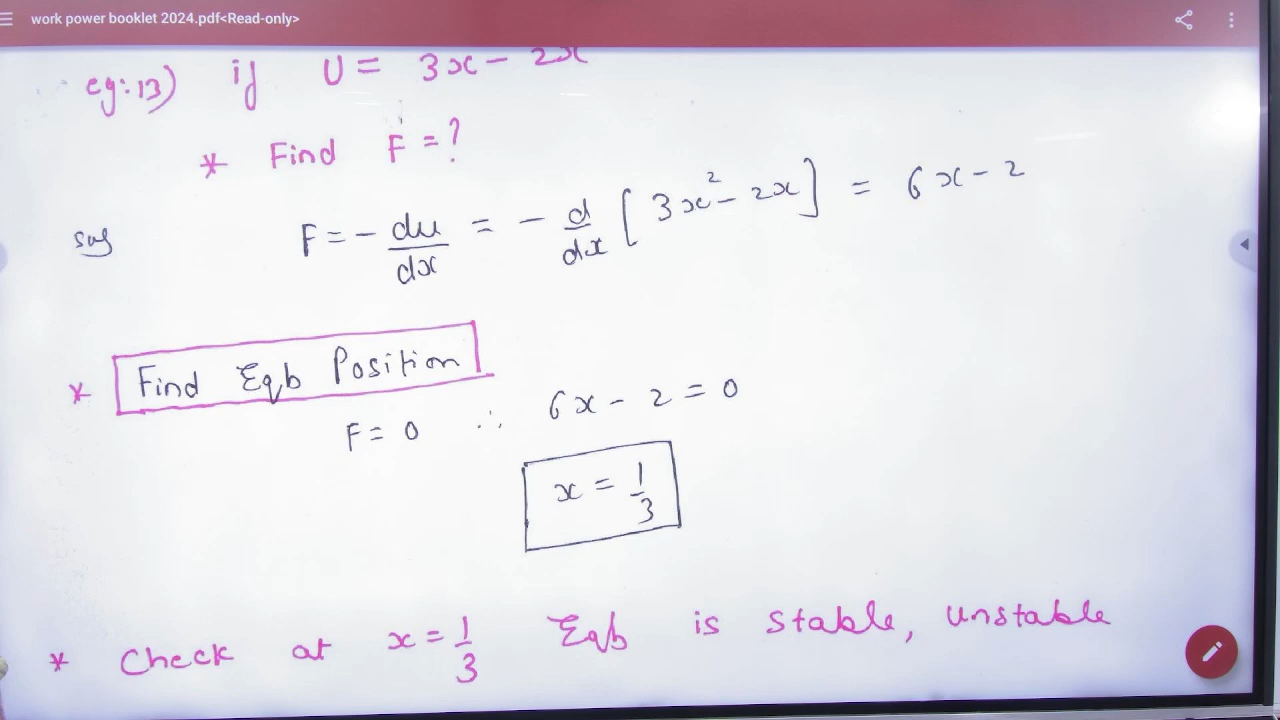 work power booklet 2024.pdf<Read-only>
eg:13) if U = 3x - 2x
* Find F = ?
F = - du/dx = - d/dx [3x² - 2x] = 6x - 2
* Find Eqb Position
F = 0 ∴ 6x - 2 = 0
x = 1/3
* Check at x = 1/3 Eqb is stable, unstable